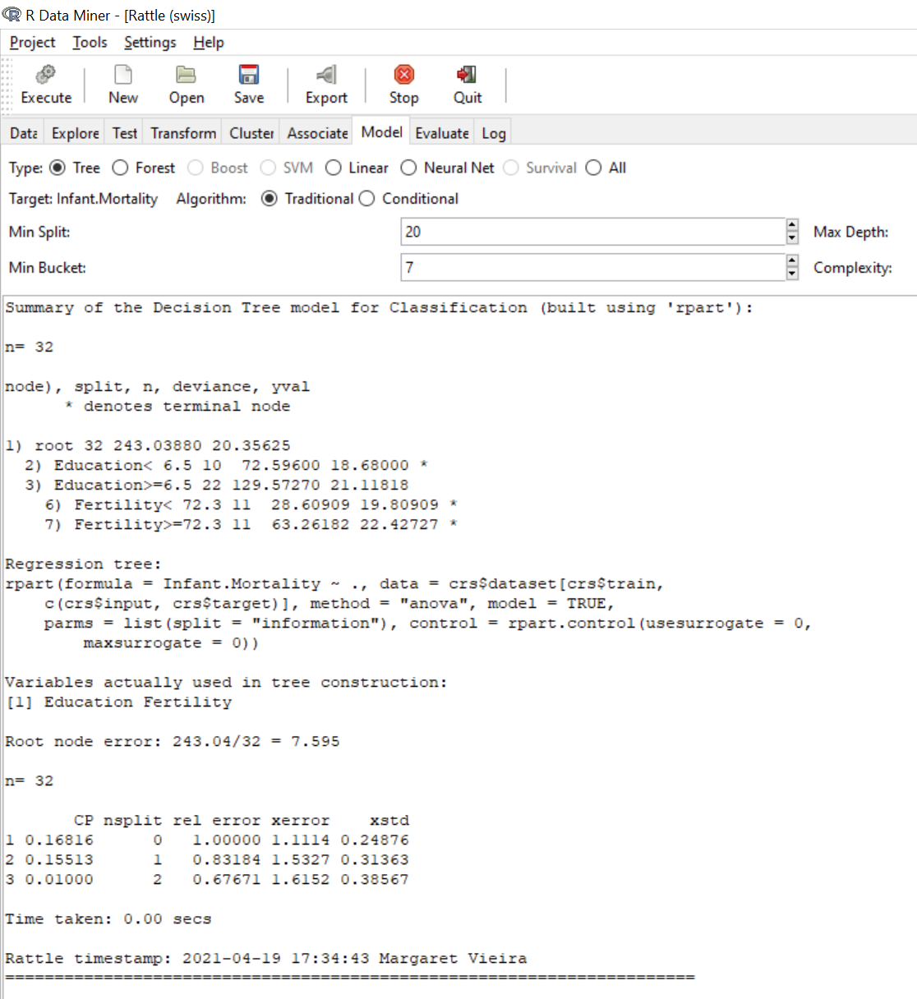 R Data Miner - [Rattle (swiss)]
Project Tools Settings Help
Execute New Open Save Export Stop Quit
Data Explore Test Transform Cluster Associate Model Evaluate Log
Type: Tree Forest Boost SVM Linear Neural Net Survival All
Target: Infant.Mortality Algorithm: Traditional Conditional
Min Split: 20 Max Depth:
Min Bucket: 7 Complexity:
Summary of the Decision Tree model for Classification (built using 'rpart'):
n= 32
node), split, n, deviance, yval
      * denotes terminal node
1) root 32 243.03880 20.35625
  2) Education< 6.5 10  72.59600 18.68000 *
  3) Education>=6.5 22 129.57270 21.11818
    6) Fertility< 72.3 11  28.60909 19.80909 *
    7) Fertility>=72.3 11  63.26182 22.42727 *
Regression tree:
rpart(formula = Infant.Mortality ~ ., data = crs$dataset[crs$train,
    c(crs$input, crs$target)], method = "anova", model = TRUE,
    parms = list(split = "information"), control = rpart.control(usesurrogate = 0,
        maxsurrogate = 0))
Variables actually used in tree construction:
[1] Education Fertility
Root node error: 243.04/32 = 7.595
n= 32
       CP nsplit rel error xerror    xstd
1 0.16816      0   1.00000 1.1114 0.24876
2 0.15513      1   0.83184 1.5327 0.31363
3 0.01000      2   0.67671 1.6152 0.38567
Time taken: 0.00 secs
Rattle timestamp: 2021-04-19 17:34:43 Margaret Vieira
======================================================================